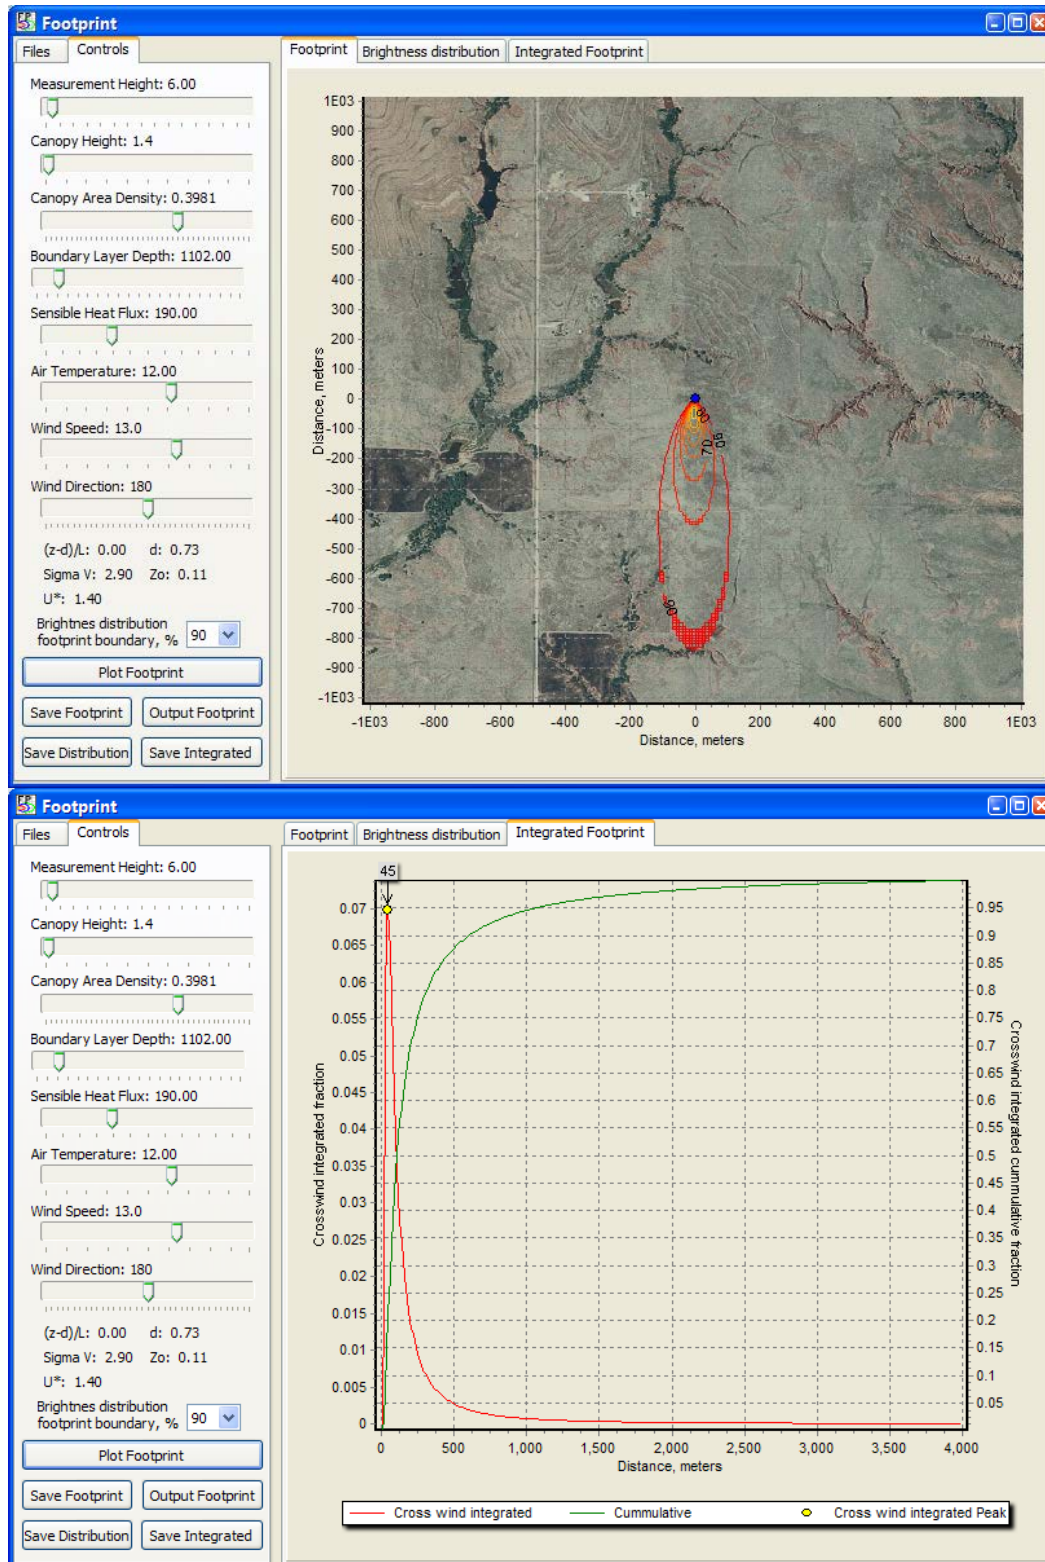 Footprint
Files Controls
Footprint Brightness distribution Integrated Footprint
Measurement Height: 6.00
Canopy Height: 1.4
Canopy Area Density: 0.3981
Boundary Layer Depth: 1102.00
Sensible Heat Flux: 190.00
Air Temperature: 12.00
Wind Speed: 13.0
Wind Direction: 180
(z-d)/L: 0.00 d: 0.73
Sigma V: 2.90 Zo: 0.11
U*: 1.40
Brightnes distribution
footprint boundary, % 90
Plot Footprint
Save Footprint Output Footprint
Save Distribution Save Integrated
Distance, meters
1E03
900
800
700
600
500
400
300
200
100
0
-100
-200
-300
-400
-500
-600
-700
-800
-900
-1E03
70
90
-1E03 -800 -600 -400 -200 0 200 400 600 800 1E03
Distance, meters
Footprint
Files Controls
Footprint Brightness distribution Integrated Footprint
Measurement Height: 6.00
Canopy Height: 1.4
Canopy Area Density: 0.3981
Boundary Layer Depth: 1102.00
Sensible Heat Flux: 190.00
Air Temperature: 12.00
Wind Speed: 13.0
Wind Direction: 180
(z-d)/L: 0.00 d: 0.73
Sigma V: 2.90 Zo: 0.11
U*: 1.40
Brightnes distribution
footprint boundary, % 90
Plot Footprint
Save Footprint Output Footprint
Save Distribution Save Integrated
45
Crosswind integrated fraction
0.07
0.065
0.06
0.055
0.05
0.045
0.04
0.035
0.03
0.025
0.02
0.015
0.01
0.005
0
0.95
0.9
0.85
0.8
0.75
0.7
0.65
0.6
0.55
0.5
0.45
0.4
0.35
0.3
0.25
0.2
0.15
0.1
0.05
Crosswind integrated cummulative fraction
0 500 1,000 1,500 2,000 2,500 3,000 3,500 4,000
Distance, meters
Cross wind integrated Cummulative Cross wind integrated Peak